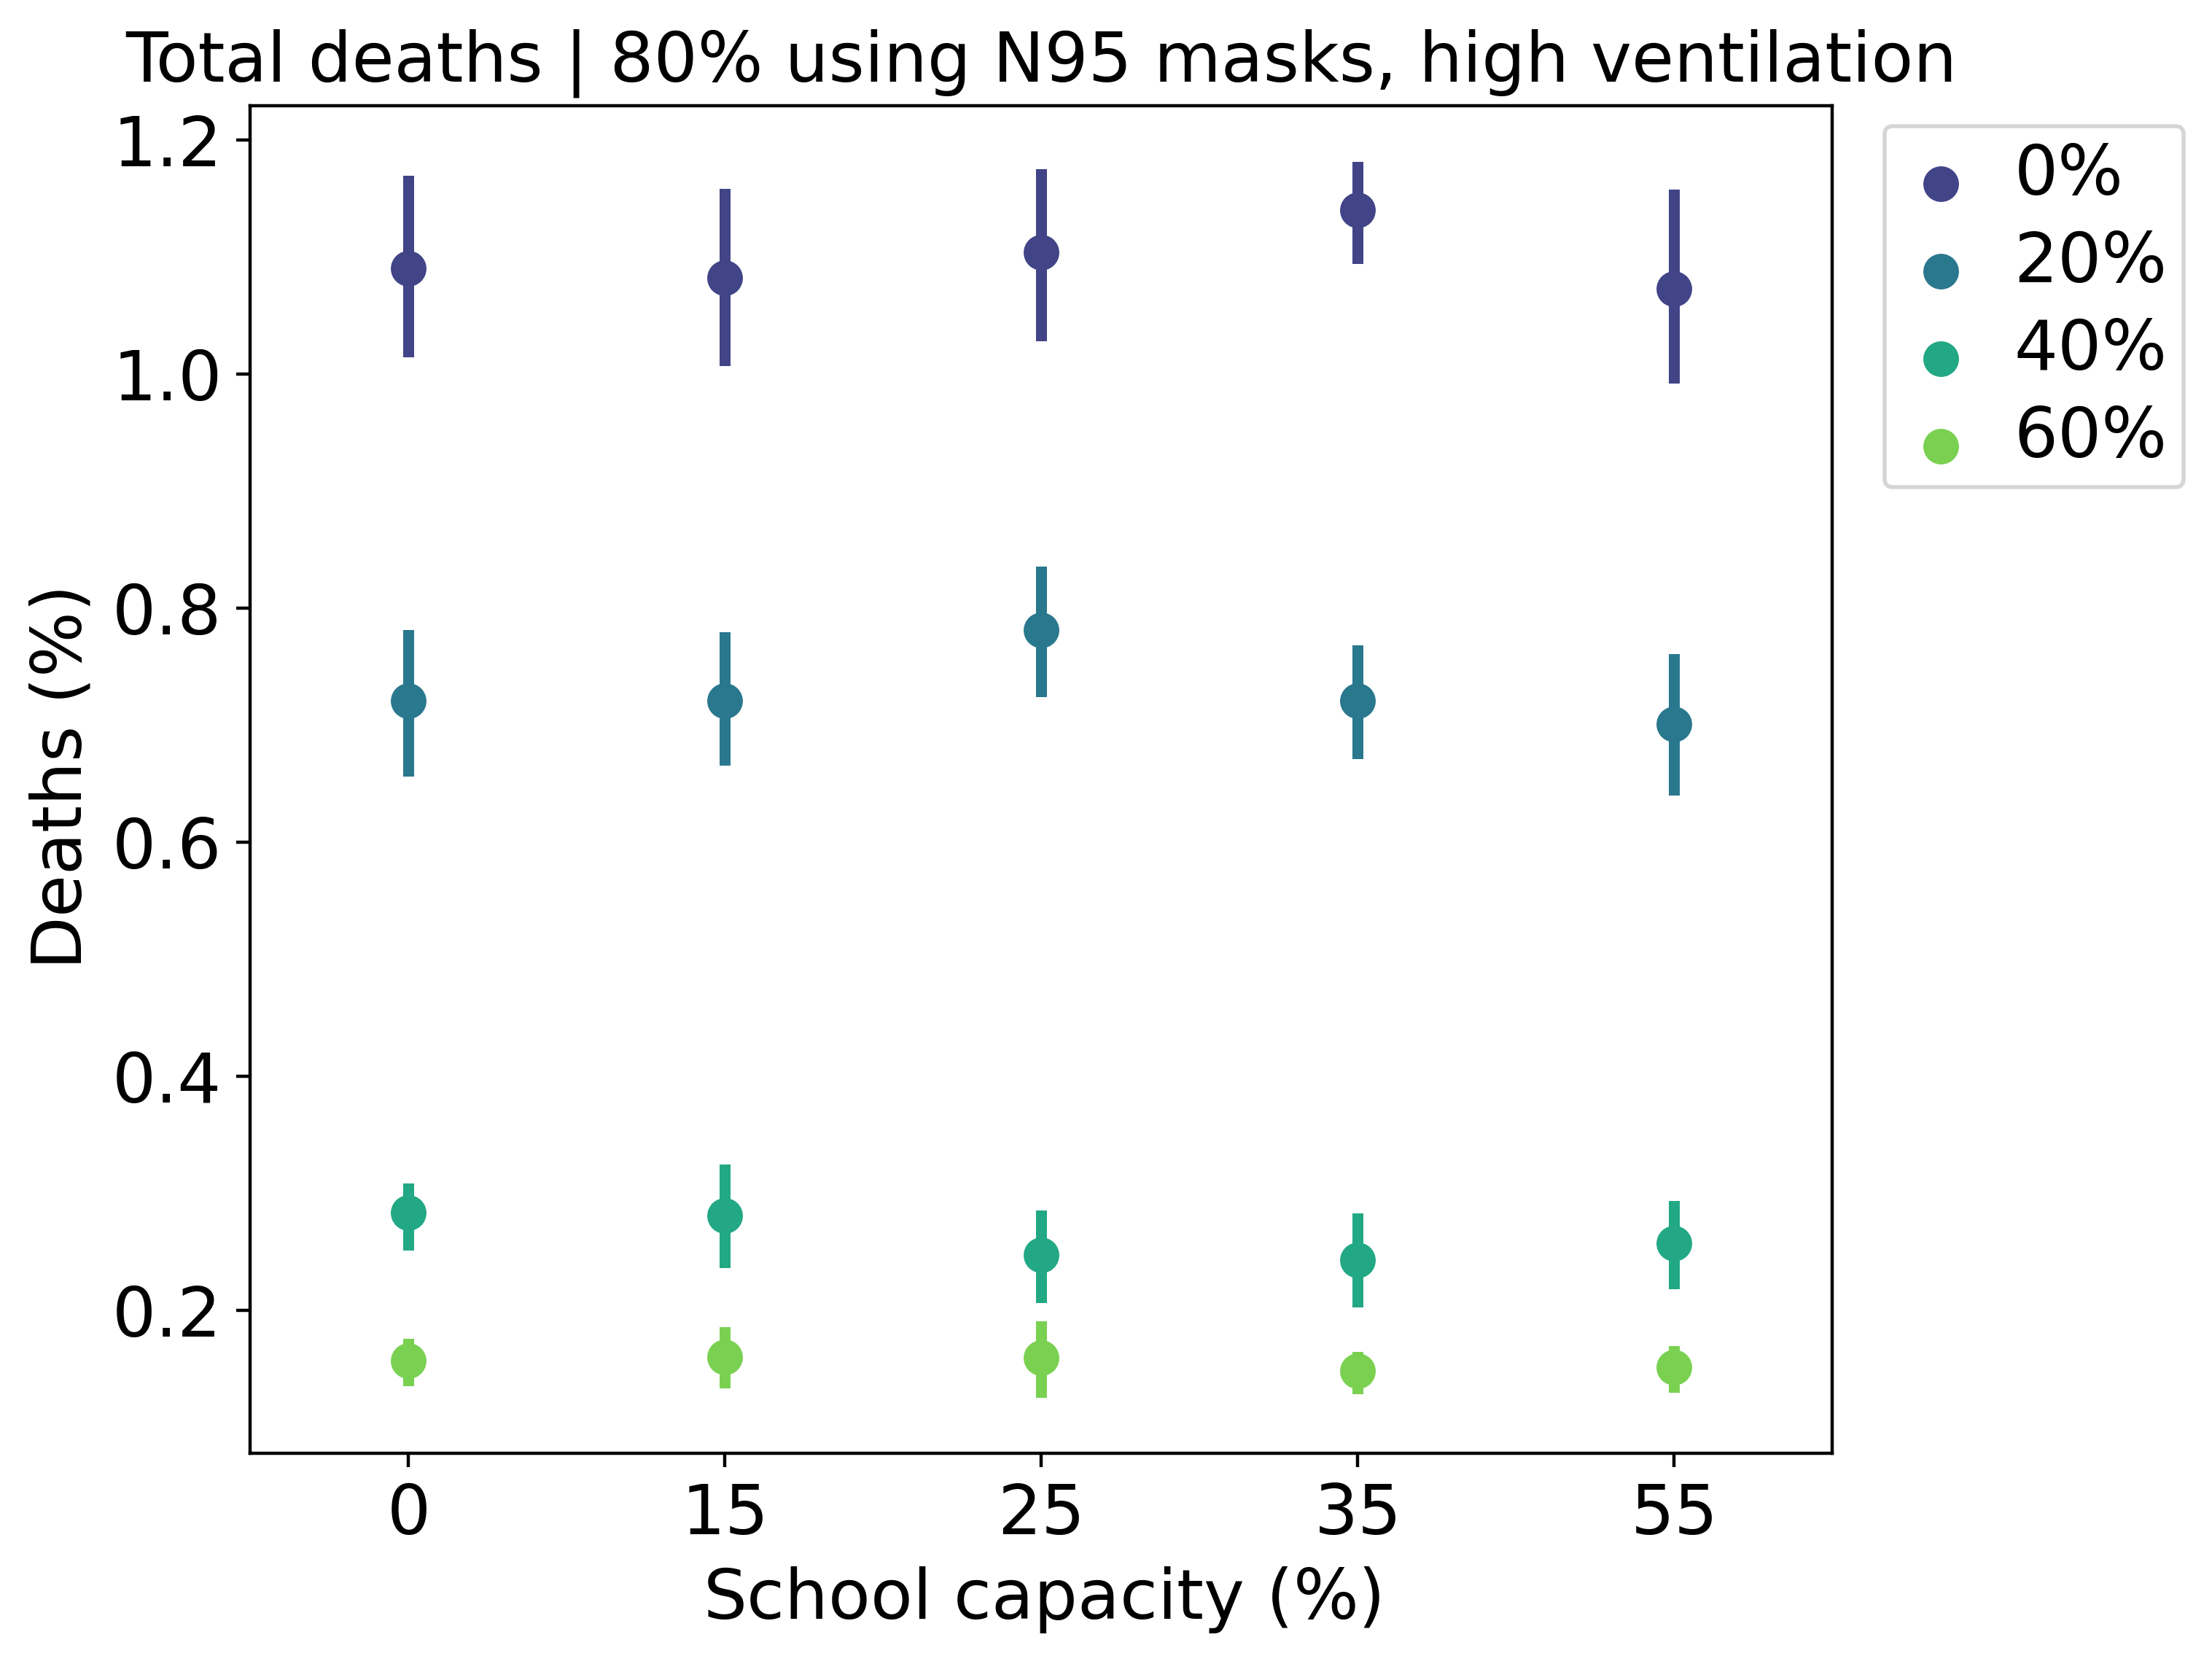 Total deaths | 80% using N95 masks, high ventilation
1.2
1.0
0.8
0.6
0.4
0.2
Deaths (%)
0 15 25 35 55
School capacity (%)
0%
20%
40%
60%